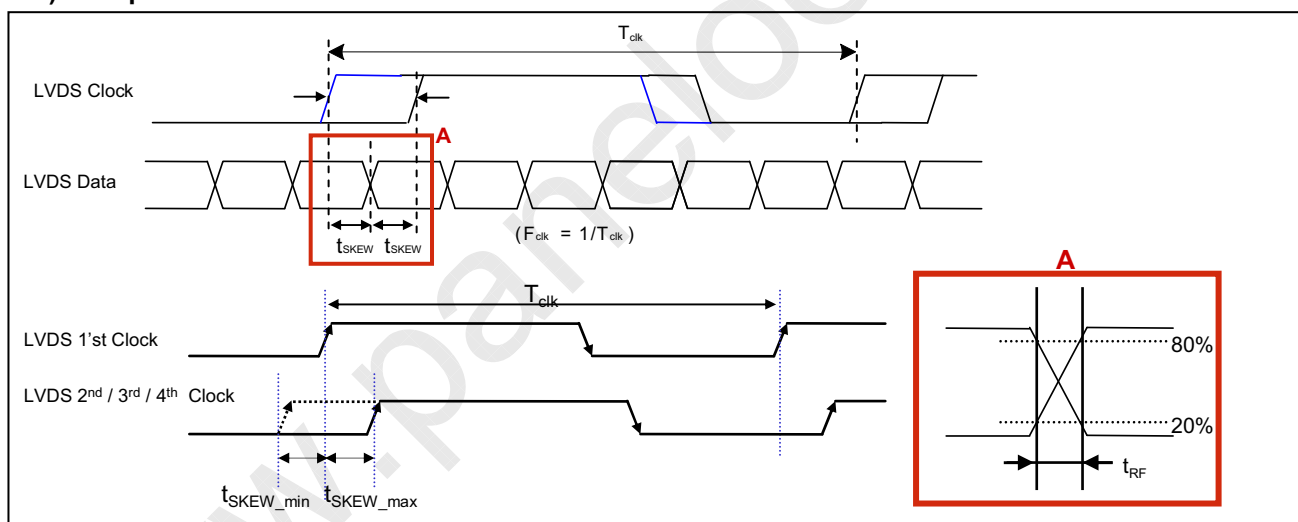 T clk
LVDS Clock
A
LVDS Data
tSKEW tSKEW
(Fclk = 1/Tclk)
A
Tclk
LVDS 1'st Clock
80%
LVDS 2nd / 3rd / 4th Clock
20%
tRF
tSKEW_min tSKEW_max